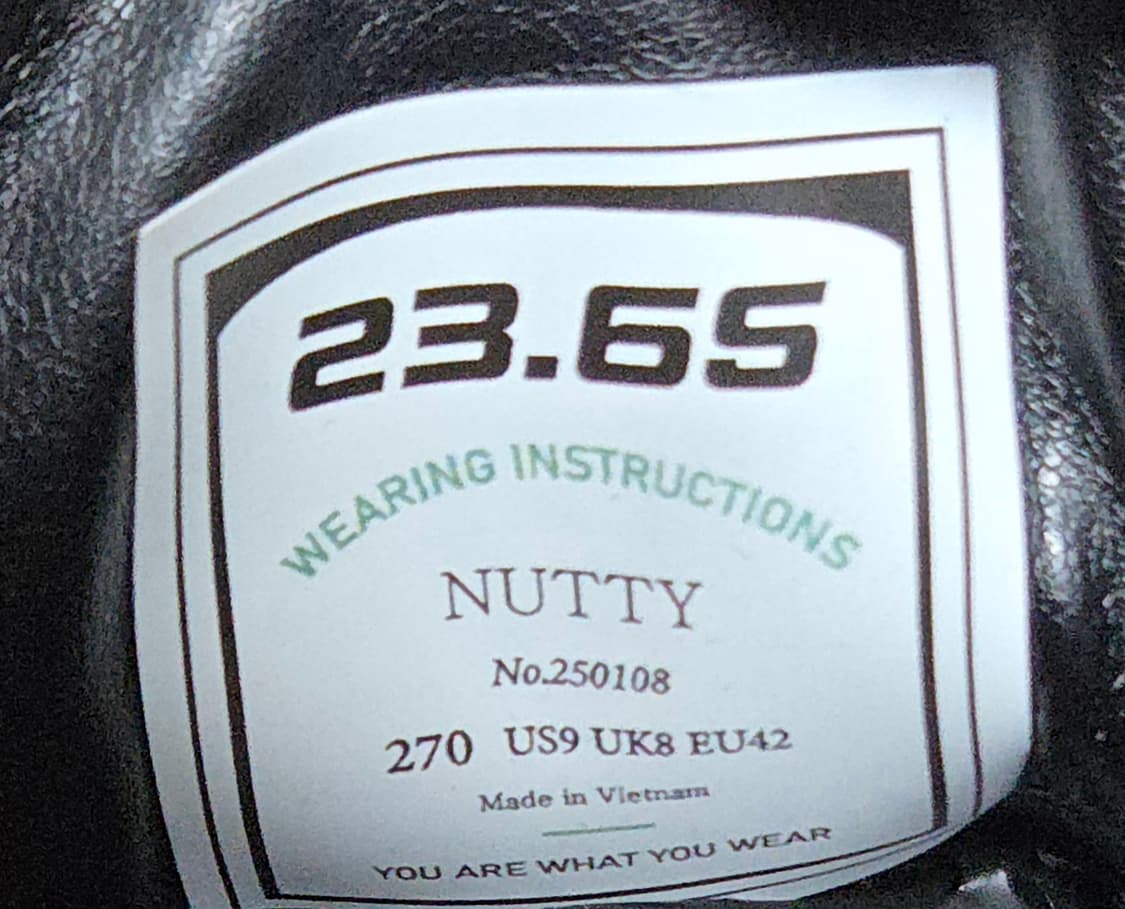 23.65
WEARING INSTRUCTIONS
NUTTY
No.250108
270 US9 UK8 EU42
Made in Vietnam
YOU ARE WHAT YOU WEAR